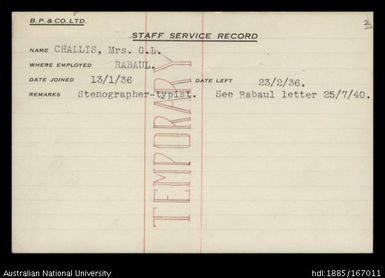 B.P. & CO. LTD.
3
STAFF SERVICE RECORD
NAME CHALLIS, Mrs. G.D.
WHERE EMPLOYED RABAUL.
DATE JOINED 13/1/36 DATE LEFT 23/2/36.
REMARKS Stenographer-typist. See Rabaul letter 25/7/40.
TEMPORARY
Australian National University
hdl:1885/167011